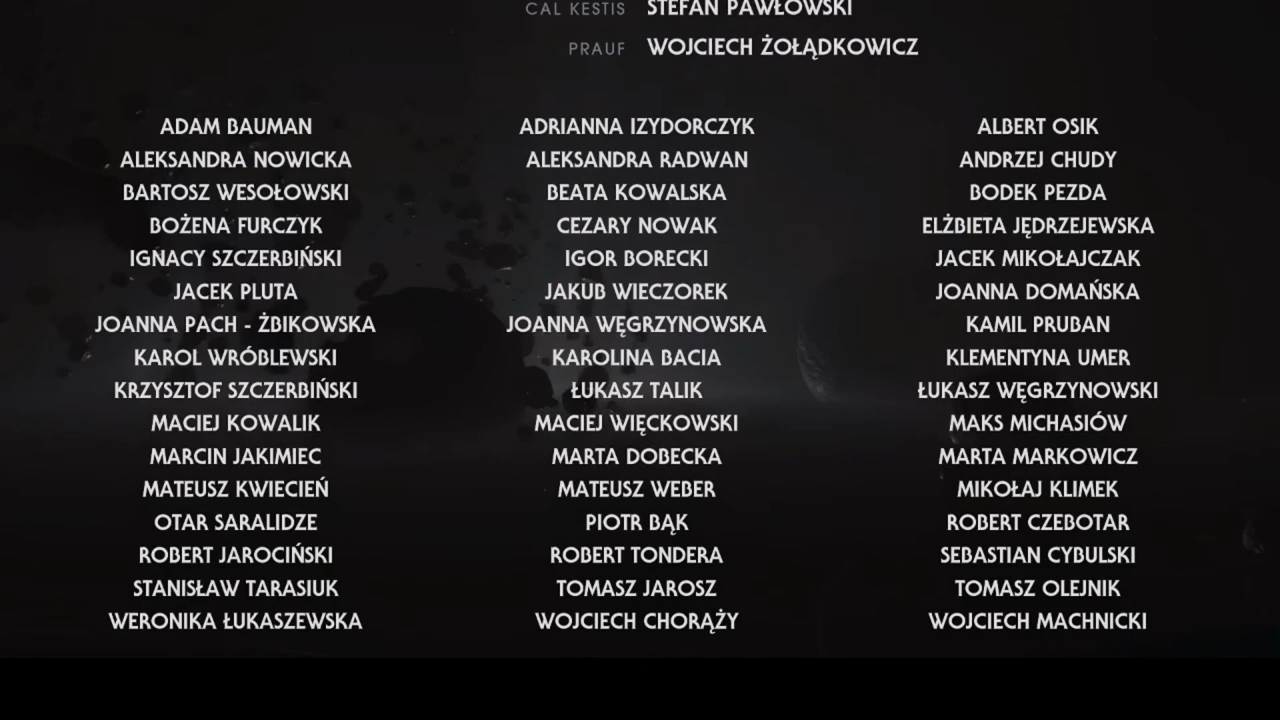 CAL KESTIS STEFAN PAWŁOWSKI
PRAUF WOJCIECH ŻOŁĄDKOWICZ
ADAM BAUMAN ADRIANNA IZYDORCZYK ALBERT OSIK
ALEKSANDRA NOWICKA ALEKSANDRA RADWAN ANDRZEJ CHUDY
BARTOSZ WESOŁOWSKI BEATA KOWALSKA BODEK PEZDA
BOŻENA FURCZYK CEZARY NOWAK ELŻBIETA JĘDRZEJEWSKA
IGNACY SZCZERBIŃSKI IGOR BORECKI JACEK MIKOŁAJCZAK
JACEK PLUTA JAKUB WIECZOREK JOANNA DOMAŃSKA
JOANNA PACH - ŻBIKOWSKA JOANNA WĘGRZYNOWSKA KAMIL PRUBAN
KAROL WRÓBLEWSKI KAROLINA BACIA KLEMENTYNA UMER
KRZYSZTOF SZCZERBIŃSKI ŁUKASZ TALIK ŁUKASZ WĘGRZYNOWSKI
MACIEJ KOWALIK MACIEJ WIĘCKOWSKI MAKS MICHASIÓW
MARCIN JAKIMIEC MARTA DOBECKA MARTA MARKOWICZ
MATEUSZ KWIECIEŃ MATEUSZ WEBER MIKOŁAJ KLIMEK
OTAR SARALIDZE PIOTR BĄK ROBERT CZEBOTAR
ROBERT JAROCIŃSKI ROBERT TONDERA SEBASTIAN CYBULSKI
STANISŁAW TARASIUK TOMASZ JAROSZ TOMASZ OLEJNIK
WERONIKA ŁUKASZEWSKA WOJCIECH CHORĄŻY WOJCIECH MACHNICKI